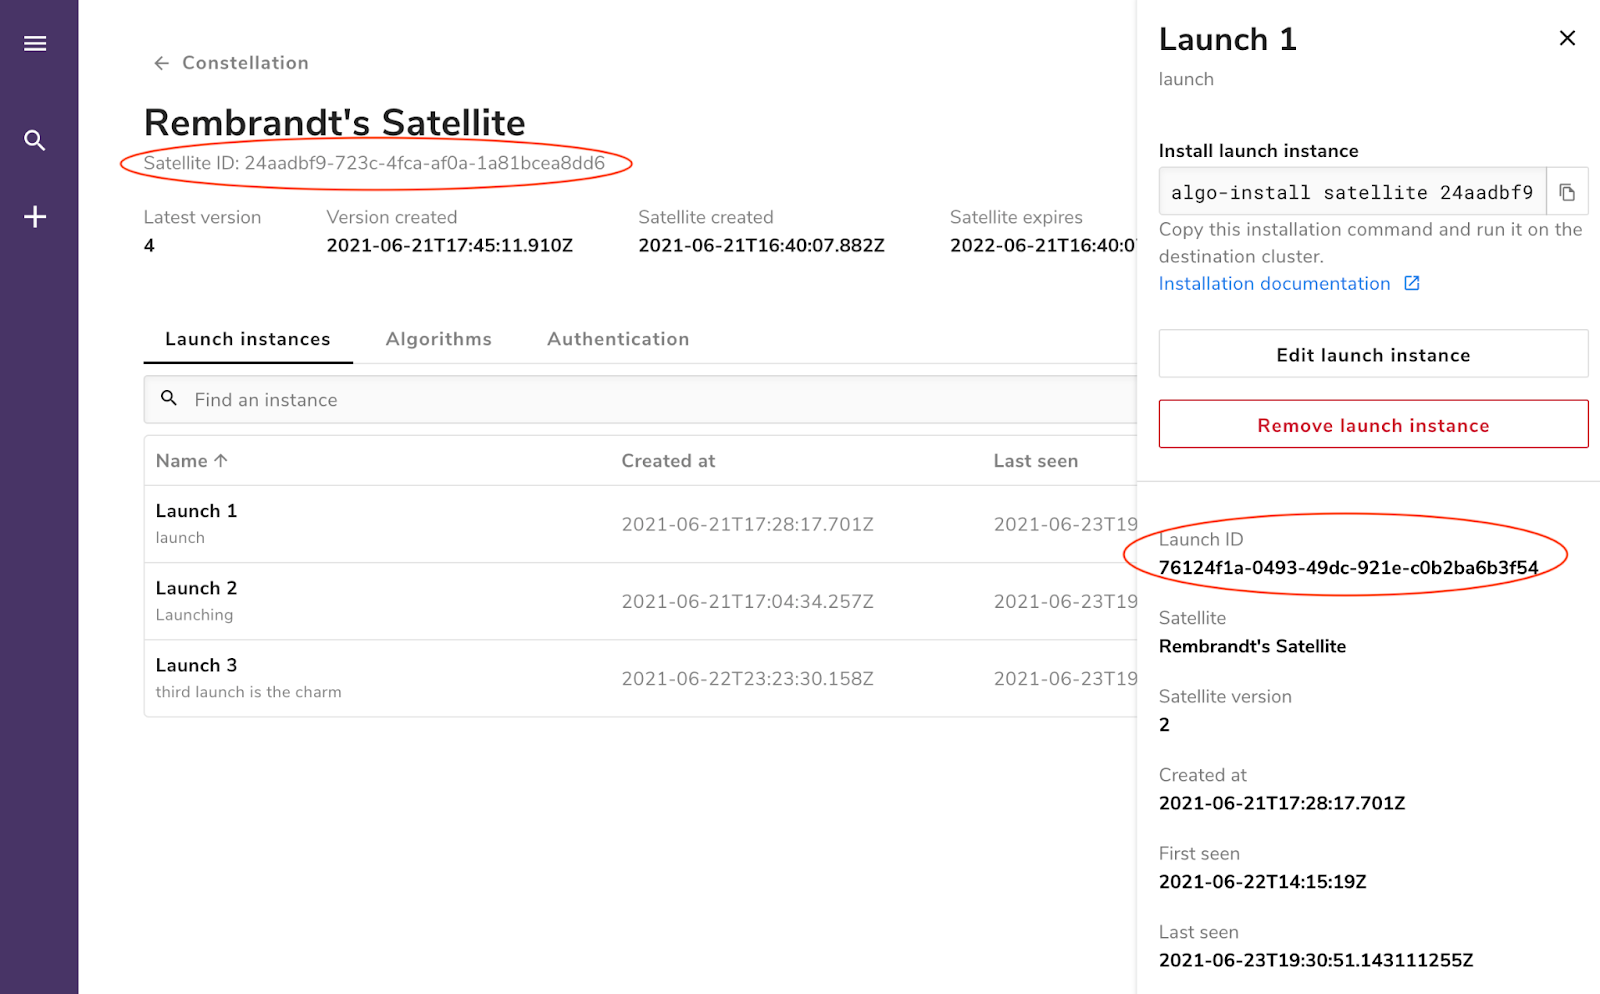 Constellation
Rembrandt's Satellite
Satellite ID: 24aadbf9-723c-4fca-af0a-1a81bcea8dd6
Latest version Version created Satellite created Satellite expires
4 2021-06-21T17:45:11.910Z 2021-06-21T16:40:07.882Z 2022-06-21T16:40:0
Launch instances Algorithms Authentication
Find an instance
Name Created at Last seen
Launch 1
launch
2021-06-21T17:28:17.701Z 2021-06-23T19
Launch 2
Launching
2021-06-21T17:04:34.257Z 2021-06-23T19
Launch 3
third launch is the charm
2021-06-22T23:23:30.158Z 2021-06-23T19
Launch 1
launch
Install launch instance
algo-install satellite 24aadbf9
Copy this installation command and run it on the
destination cluster.
Installation documentation
Edit launch instance
Remove launch instance
Launch ID
76124f1a-0493-49dc-921e-c0b2ba6b3f54
Satellite
Rembrandt's Satellite
Satellite version
2
Created at
2021-06-21T17:28:17.701Z
First seen
2021-06-22T14:15:19Z
Last seen
2021-06-23T19:30:51.143111255Z